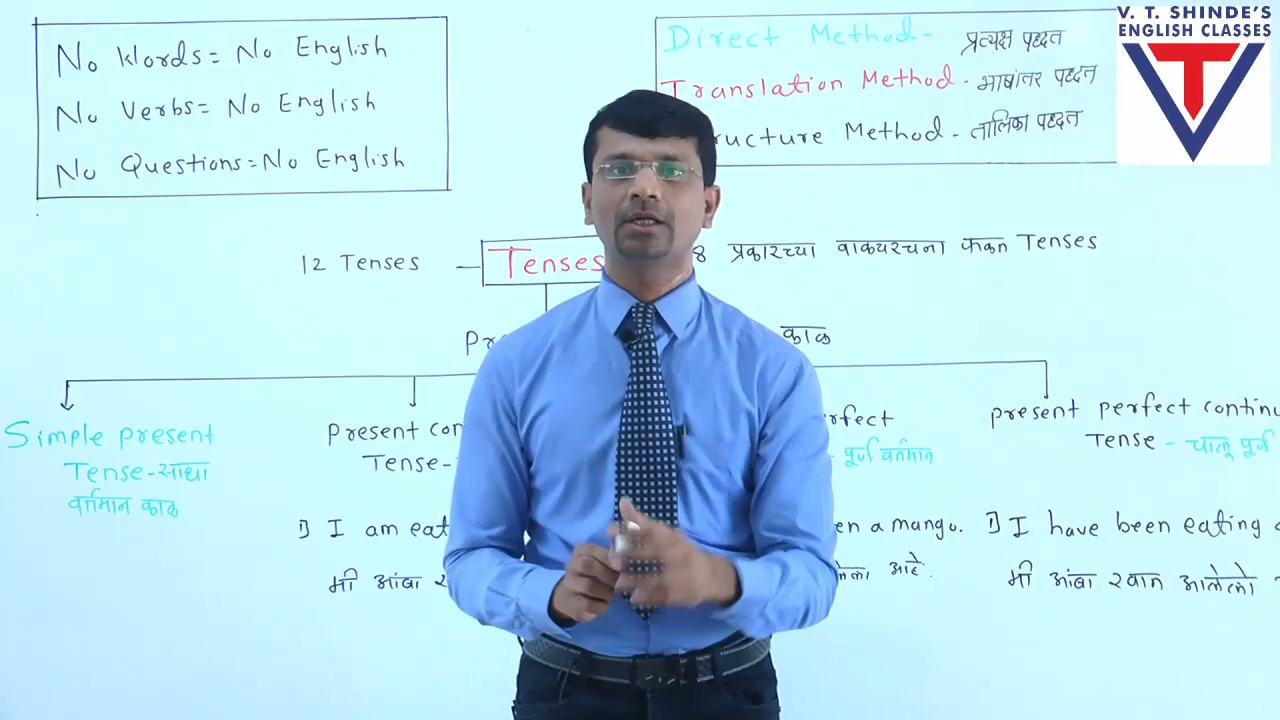 No Words = No English
No Verbs = No English
No Questions = No English
Direct Method - प्रत्यक्ष पद्धत
Translation Method - भाषांतर पद्धत
ructure Method - तालिका पद्धत
V. T. SHINDE'S
ENGLISH CLASSES
12 Tenses — Tenses 8 प्रकारच्या वाक्यरचना फक्त Tenses
Pr काळ
Simple present
Tense - साधा
वर्तमान काळ
Present con
Tense -
rfect
- पूर्ण वर्तमान
present perfect continu
Tense - चालू पूर्ण
1) I am eat
मी आंबा
en a mango.
आहे.
1) I have been eating a
मी आंबा खात आलेलो